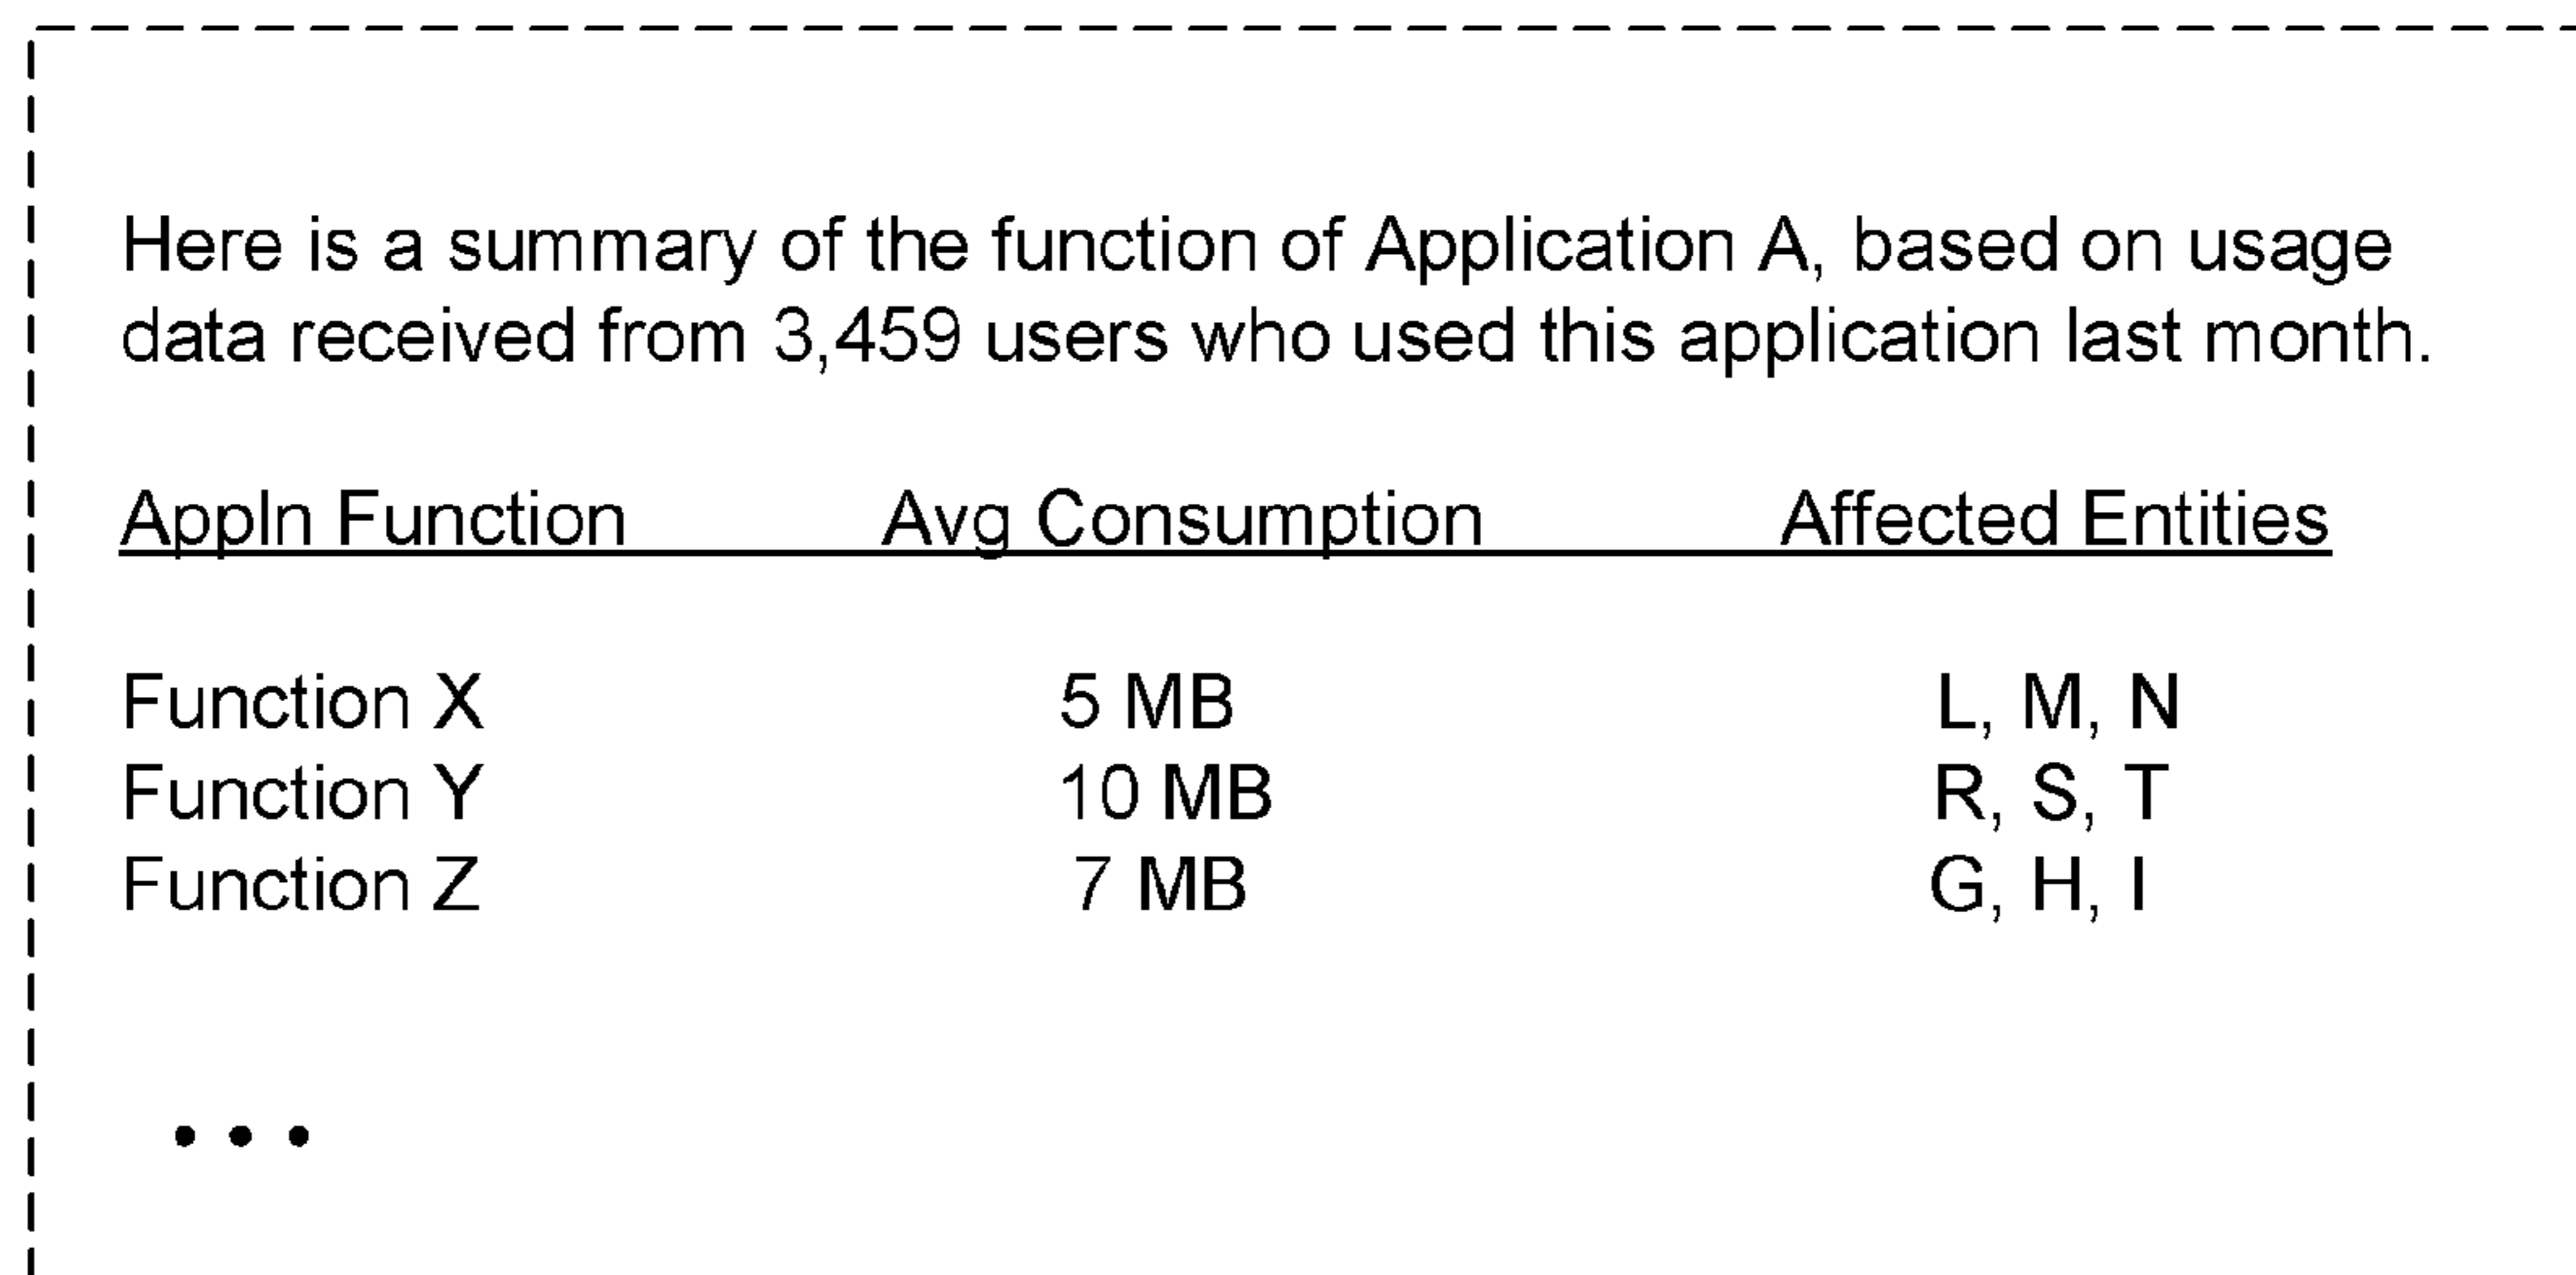 Here is a summary of the function of Application A, based on usage
data received from 3,459 users who used this application last month.
Appln Function Avg Consumption Affected Entities
Function X 5 MB L, M, N
Function Y 10 MB R, S, T
Function Z 7 MB G, H, I
...